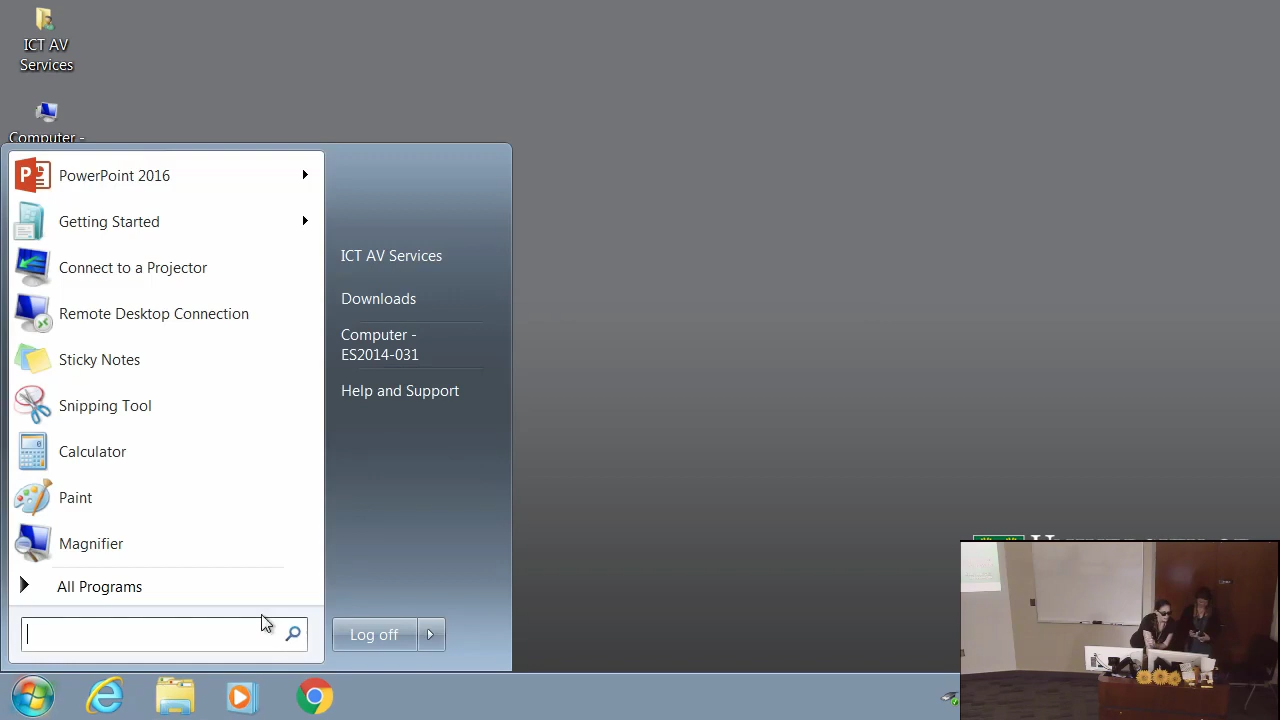 ICT AV
Services
Computer -
PowerPoint 2016
Getting Started
Connect to a Projector
Remote Desktop Connection
Sticky Notes
Snipping Tool
Calculator
Paint
Magnifier
All Programs
ICT AV Services
Downloads
Computer -
ES2014-031
Help and Support
Log off